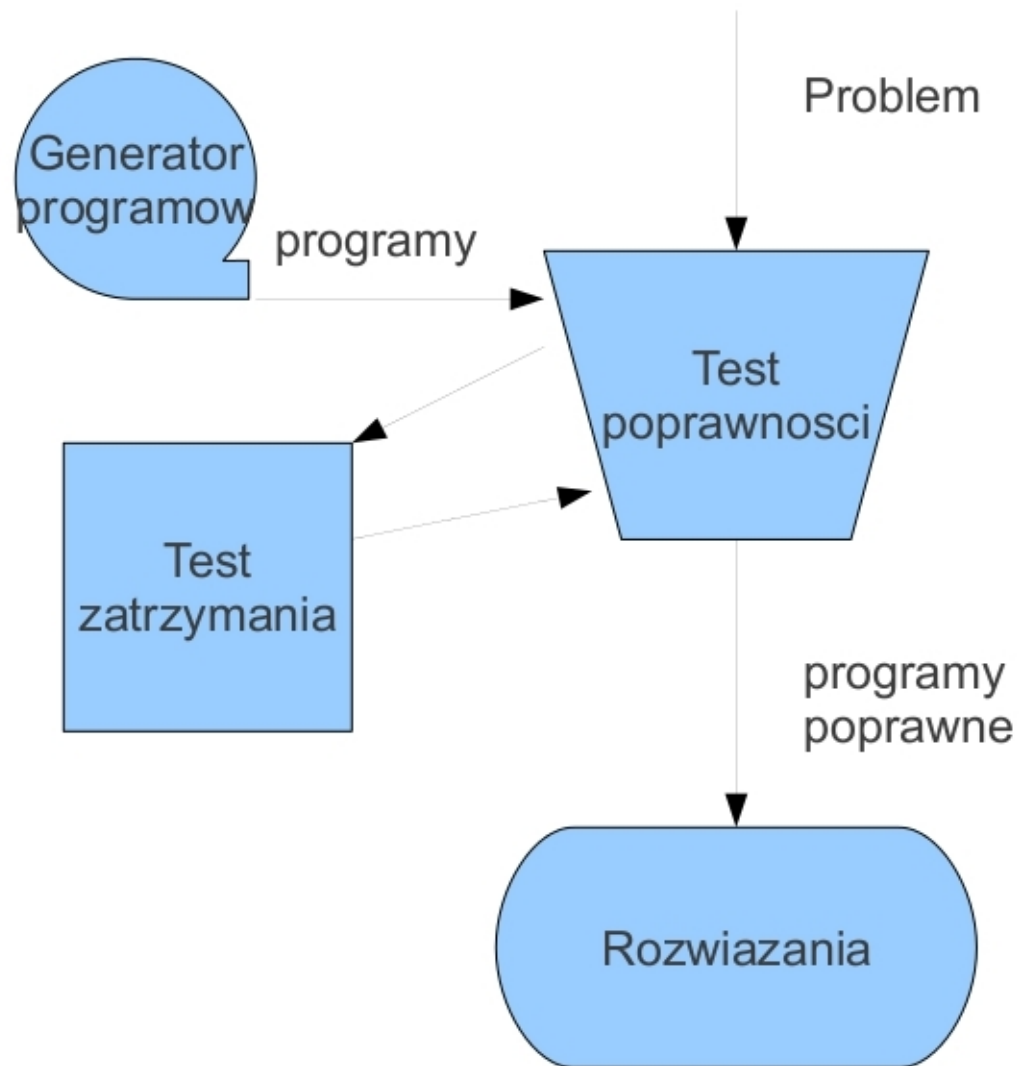 Problem
Generator
programow
programy
Test
poprawnosci
Test
zatrzymania
programy
poprawne
Rozwiazania